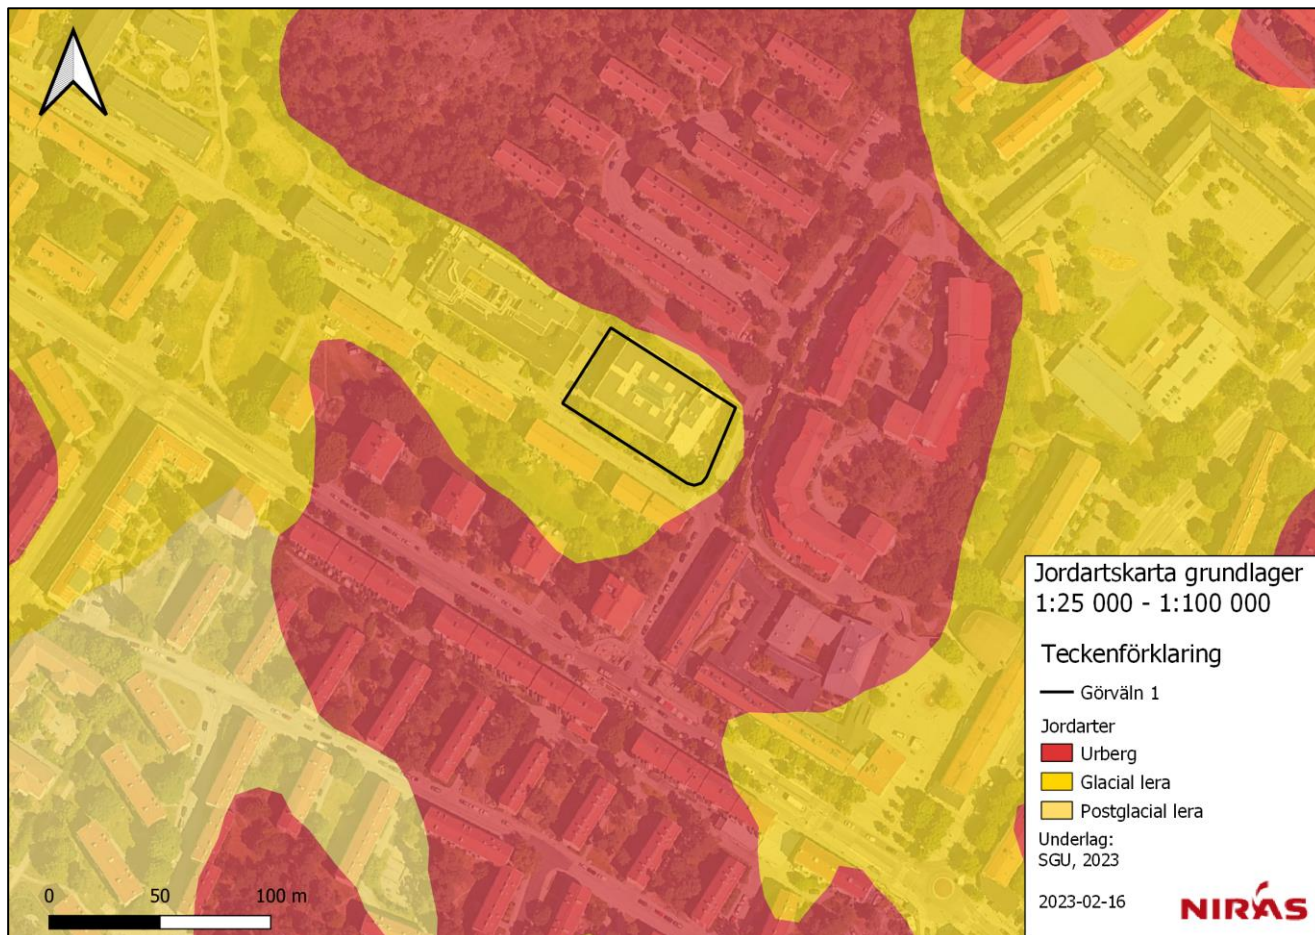 Jordartskarta grundlager
1:25 000 - 1:100 000
Teckenförklaring
Görväln 1
Jordarter
Urberg
Glacial lera
Postglacial lera
Underlag:
SGU, 2023
2023-02-16
NIRAS
0 50 100 m